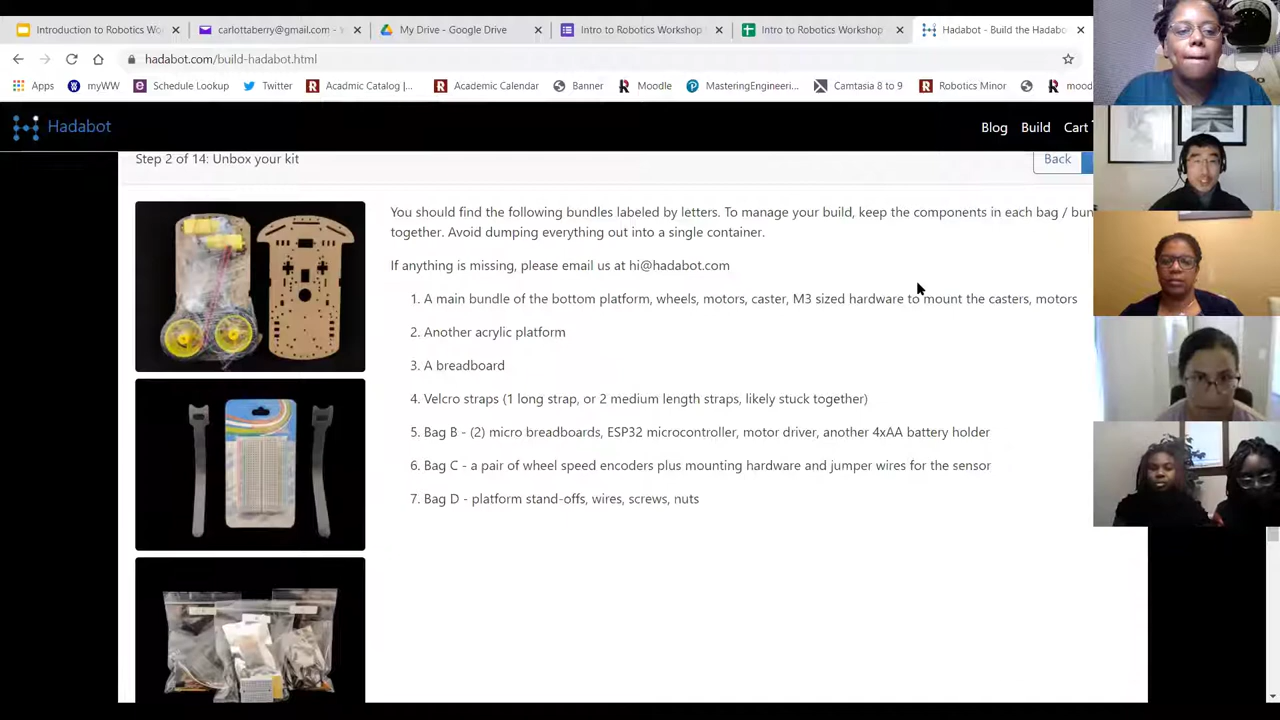 Introduction to Robotics Wo
carlottaberry@gmail.com - Y
My Drive - Google Drive
Intro to Robotics Workshop
Intro to Robotics Workshop
Hadabot - Build the Hadabo
hadabot.com/build-hadabot.html
Apps
myWW
Schedule Lookup
Twitter
Acadmic Catalog |...
Academic Calendar
Banner
Moodle
MasteringEngineeri...
Camtasia 8 to 9
Robotics Minor
mood
Hadabot
Blog
Build
Cart
Step 2 of 14: Unbox your kit
Back
You should find the following bundles labeled by letters. To manage your build, keep the components in each bag / bun
together. Avoid dumping everything out into a single container.
If anything is missing, please email us at hi@hadabot.com
1. A main bundle of the bottom platform, wheels, motors, caster, M3 sized hardware to mount the casters, motors
2. Another acrylic platform
3. A breadboard
4. Velcro straps (1 long strap, or 2 medium length straps, likely stuck together)
5. Bag B - (2) micro breadboards, ESP32 microcontroller, motor driver, another 4xAA battery holder
6. Bag C - a pair of wheel speed encoders plus mounting hardware and jumper wires for the sensor
7. Bag D - platform stand-offs, wires, screws, nuts